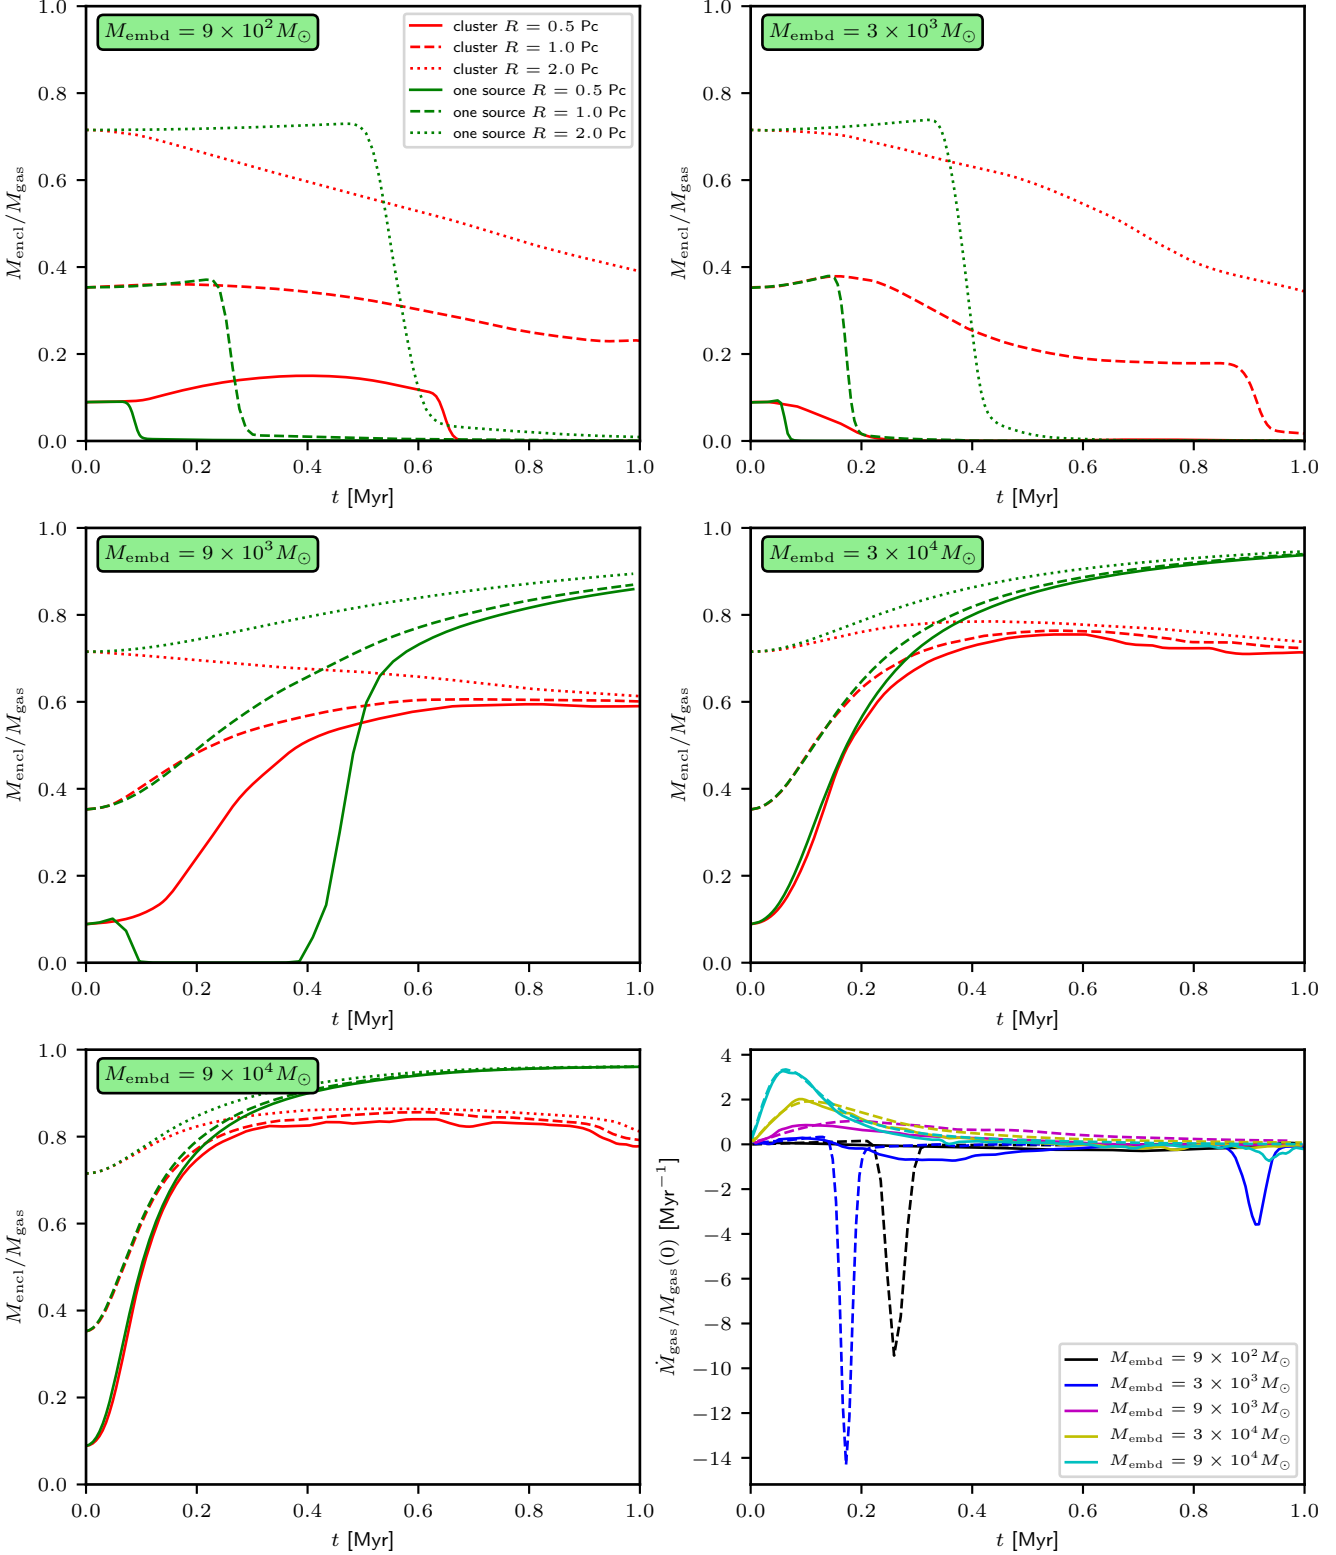 M_embd = 9 × 10^2 M_⊙
cluster R = 0.5 Pc
cluster R = 1.0 Pc
cluster R = 2.0 Pc
one source R = 0.5 Pc
one source R = 1.0 Pc
one source R = 2.0 Pc
1.0
0.8
0.6
0.4
0.2
0.0
M_encl/M_gas
0.0 0.2 0.4 0.6 0.8 1.0
t [Myr]
M_embd = 3 × 10^3 M_⊙
1.0
0.8
0.6
0.4
0.2
0.0
M_encl/M_gas
0.0 0.2 0.4 0.6 0.8 1.0
t [Myr]
M_embd = 9 × 10^3 M_⊙
1.0
0.8
0.6
0.4
0.2
0.0
M_encl/M_gas
0.0 0.2 0.4 0.6 0.8 1.0
t [Myr]
M_embd = 3 × 10^4 M_⊙
1.0
0.8
0.6
0.4
0.2
0.0
M_encl/M_gas
0.0 0.2 0.4 0.6 0.8 1.0
t [Myr]
M_embd = 9 × 10^4 M_⊙
1.0
0.8
0.6
0.4
0.2
0.0
M_encl/M_gas
0.0 0.2 0.4 0.6 0.8 1.0
t [Myr]
4
2
0
−2
−4
−6
−8
−10
−12
−14
Ṁ_gas/M_gas(0) [Myr^−1]
M_embd = 9 × 10^2 M_⊙
M_embd = 3 × 10^3 M_⊙
M_embd = 9 × 10^3 M_⊙
M_embd = 3 × 10^4 M_⊙
M_embd = 9 × 10^4 M_⊙
0.0 0.2 0.4 0.6 0.8 1.0
t [Myr]